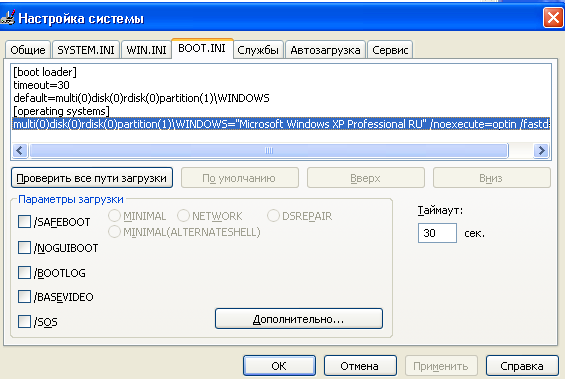 Настройка системы
Общие SYSTEM.INI WIN.INI BOOT.INI Службы Автозагрузка Сервис
[boot loader]
timeout=30
default=multi(0)disk(0)rdisk(0)partition(1)\WINDOWS
[operating systems]
multi(0)disk(0)rdisk(0)partition(1)\WINDOWS="Microsoft Windows XP Professional RU" /noexecute=optin /fastd
Проверить все пути загрузки По умолчанию Вверх Вниз
Параметры загрузки
/SAFEBOOT MINIMAL NETWORK DSREPAIR
MINIMAL(ALTERNATESHELL)
/NOGUIBOOT
/BOOTLOG
/BASEVIDEO
/SOS
Дополнительно...
Таймаут:
30 сек.
ОК Отмена Применить Справка